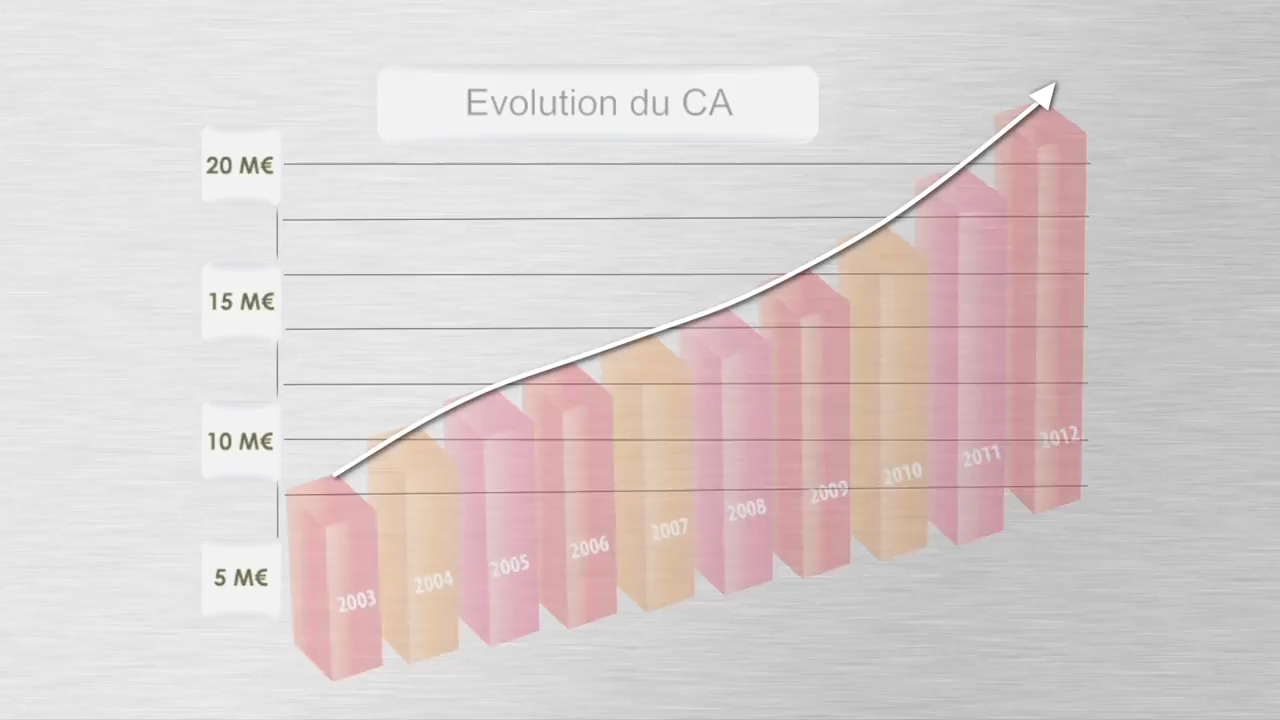 Evolution du CA
20 M€
15 M€
10 M€
5 M€
2003
2004
2005
2006
2007
2008
2009
2010
2011
2012